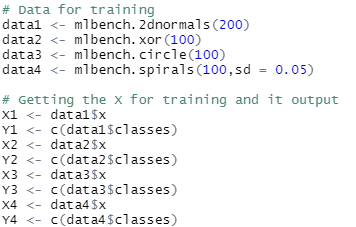 # Data for training
data1 <- mlbench.2dnormals(200)
data2 <- mlbench.xor(100)
data3 <- mlbench.circle(100)
data4 <- mlbench.spirals(100,sd = 0.05)
# Getting the X for training and it output
X1 <- data1$x
Y1 <- c(data1$classes)
X2 <- data2$x
Y2 <- c(data2$classes)
X3 <- data3$x
Y3 <- c(data3$classes)
X4 <- data4$x
Y4 <- c(data4$classes)